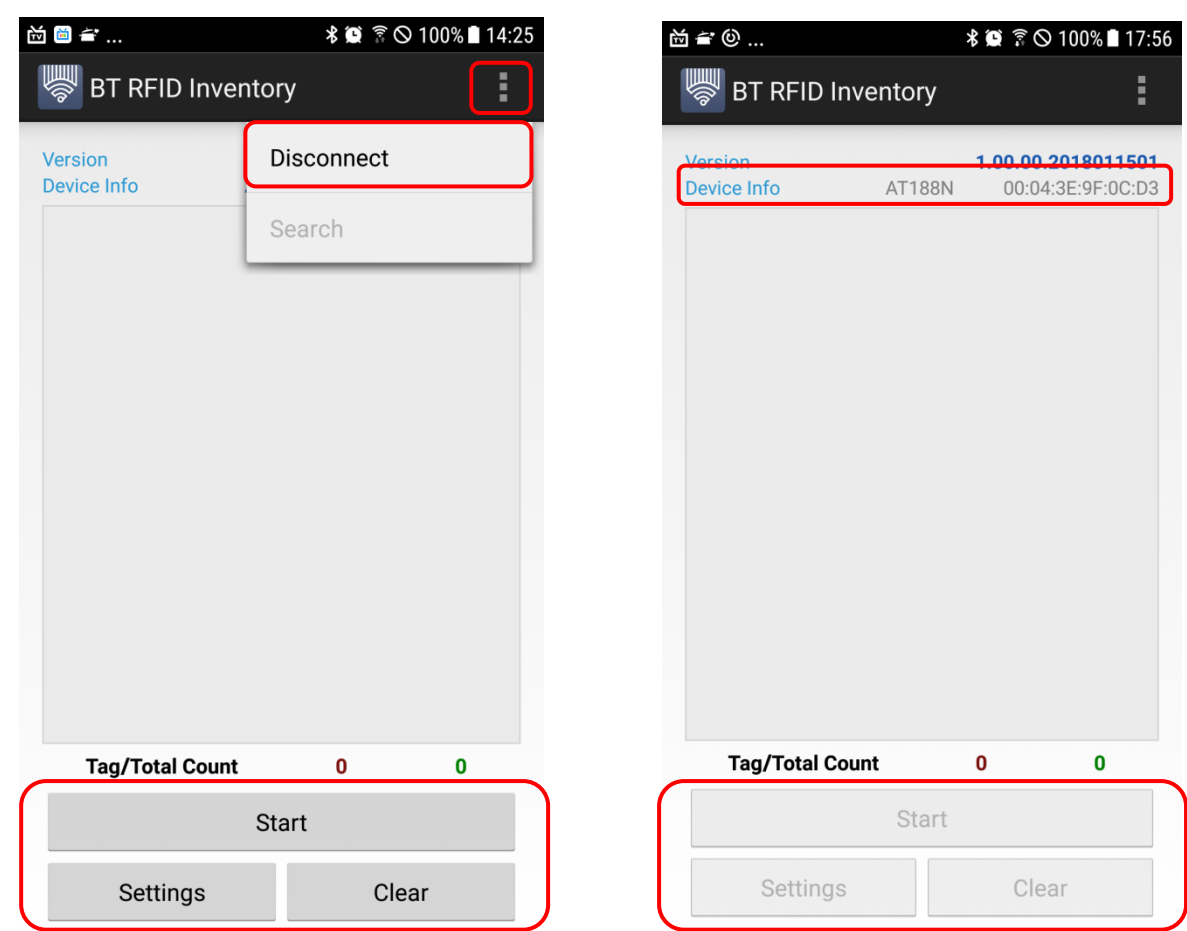 ... 100% 14:25
BT RFID Inventory
Version
Device Info
Disconnect
Search
Tag/Total Count 0 0
Start
Settings Clear
... 100% 17:56
BT RFID Inventory
Version 1.00.00.2018011501
Device Info AT188N 00:04:3E:9F:0C:D3
Tag/Total Count 0 0
Start
Settings Clear